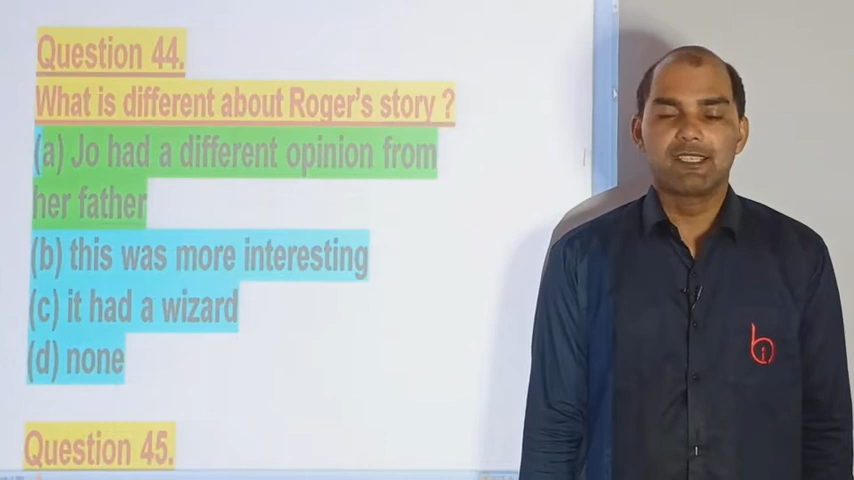 Question 44.
What is different about Roger's story ?
(a) Jo had a different opinion from
her father
(b) this was more interesting
(c) it had a wizard
(d) none
Question 45.